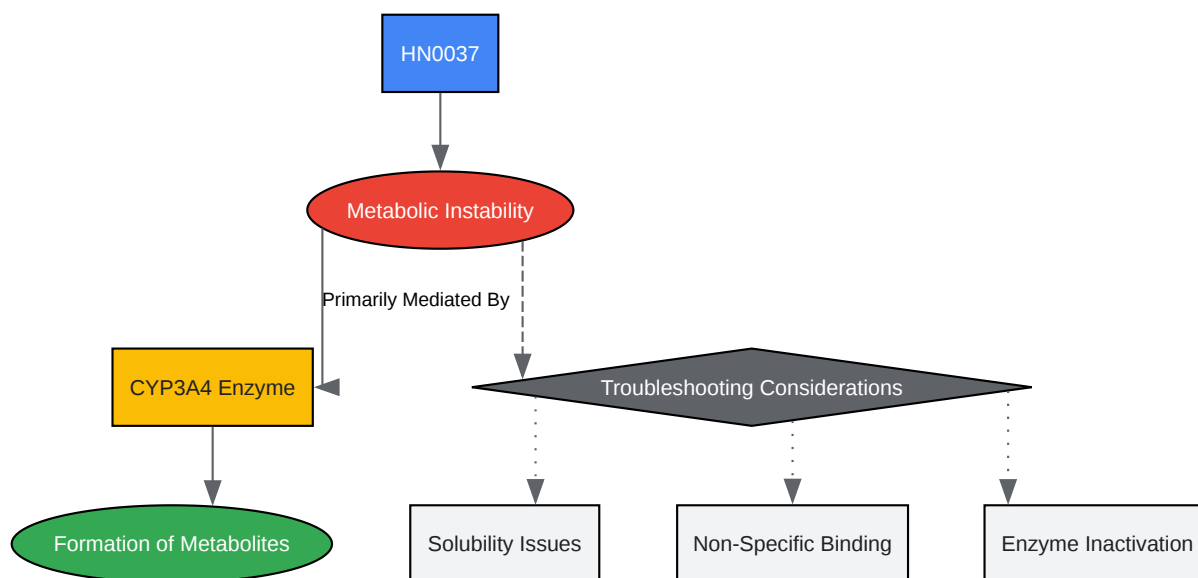 HN0037
Metabolic Instability
Primarily Mediated By
CYP3A4 Enzyme
Troubleshooting Considerations
Formation of Metabolites
Solubility Issues
Non-Specific Binding
Enzyme Inactivation